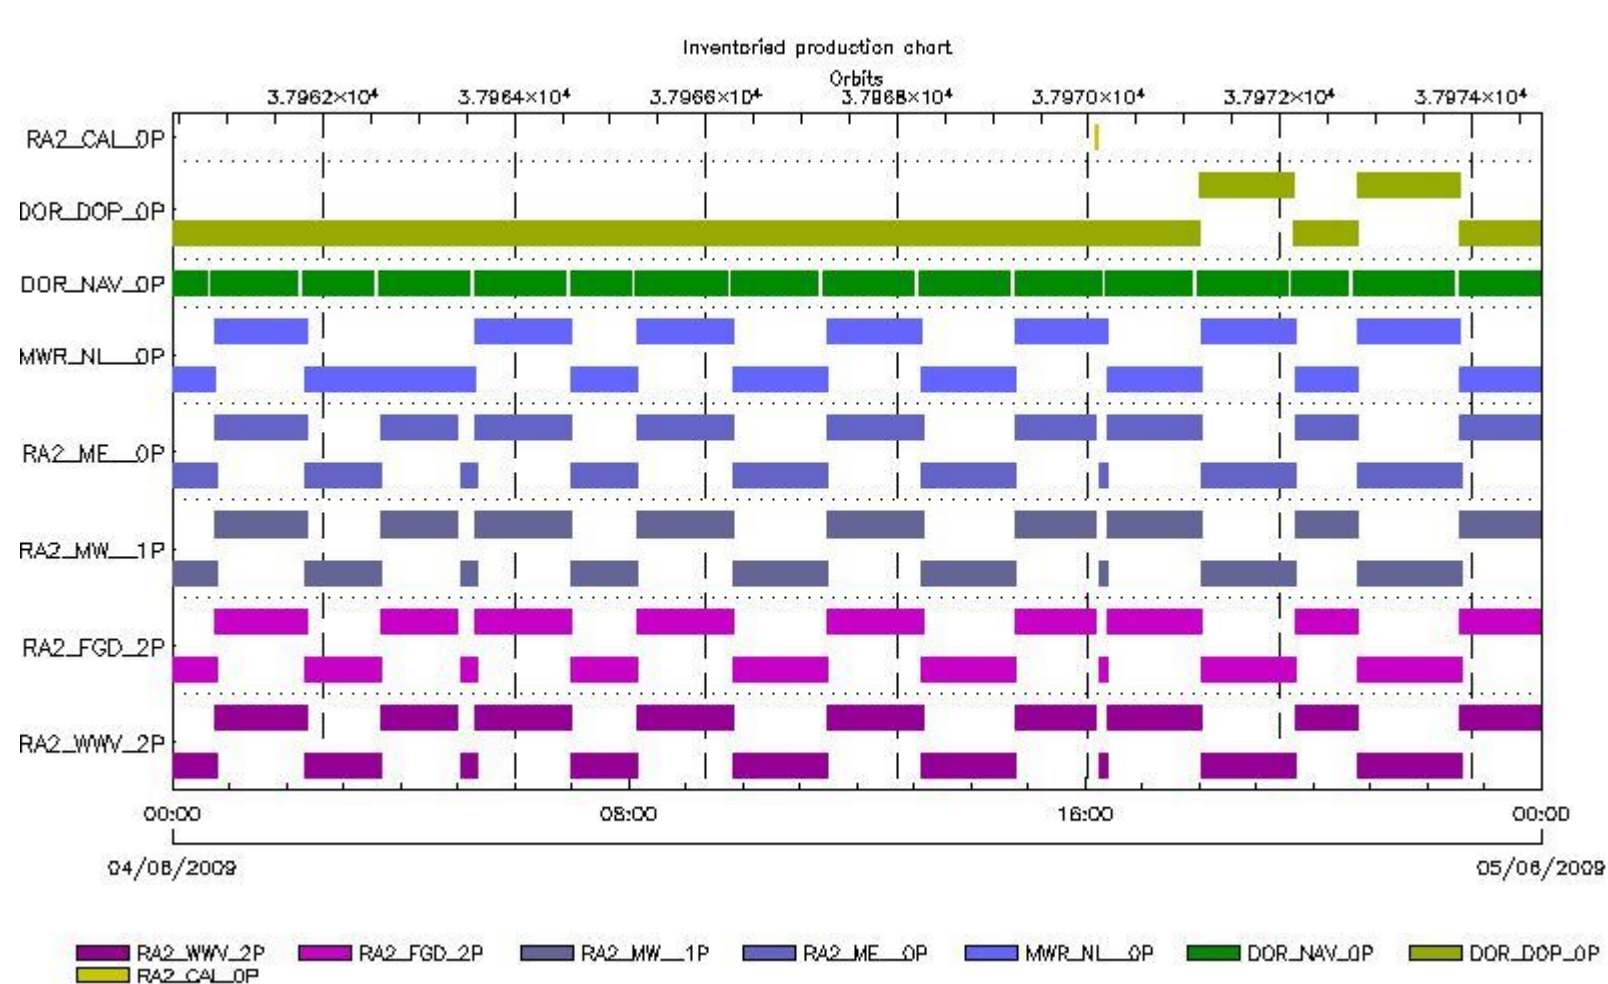 Inventoried production chart
Orbits
3.7962×10⁴ 3.7964×10⁴ 3.7966×10⁴ 3.7968×10⁴ 3.7970×10⁴ 3.7972×10⁴ 3.7974×10⁴
RA2_CAL_0P
DOR_DOP_0P
DOR_NAV_0P
MWR_NL__0P
RA2_ME__0P
RA2_MW__1P
RA2_FGD_2P
RA2_WWV_2P
00:00 08:00 16:00 00:00
04/06/2009 05/06/2009
RA2_WWV_2P RA2_FGD_2P RA2_MW__1P RA2_ME__0P MWR_NL__0P DOR_NAV_0P DOR_DOP_0P
RA2_CAL_0P